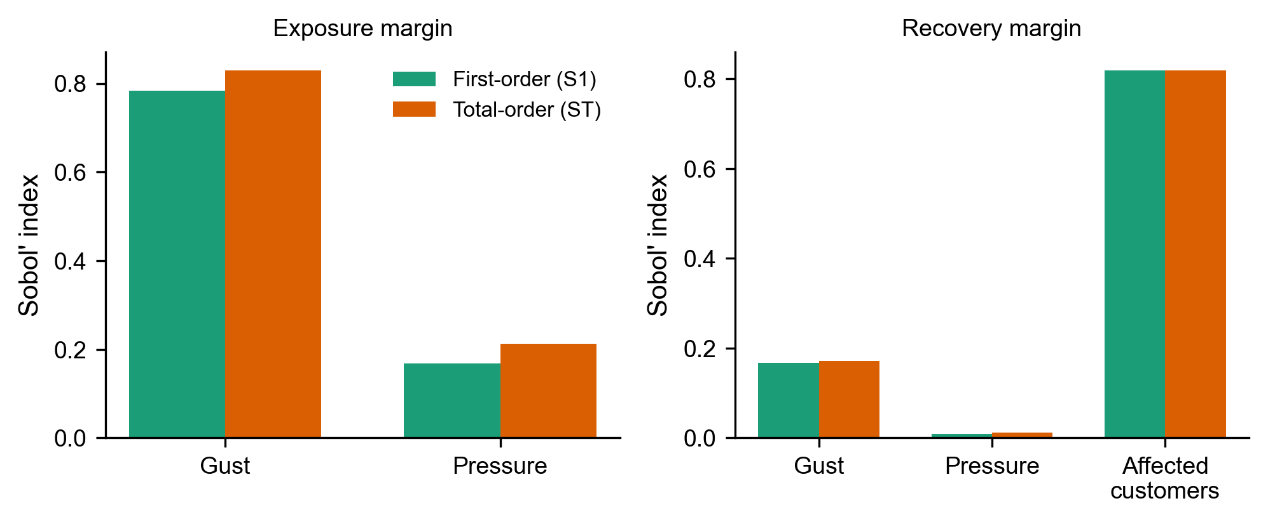 Exposure margin
Sobol' index
0.8
0.6
0.4
0.2
0.0
First-order (S1)
Total-order (ST)
Gust
Pressure
Recovery margin
Sobol' index
0.8
0.6
0.4
0.2
0.0
Gust
Pressure
Affected
customers